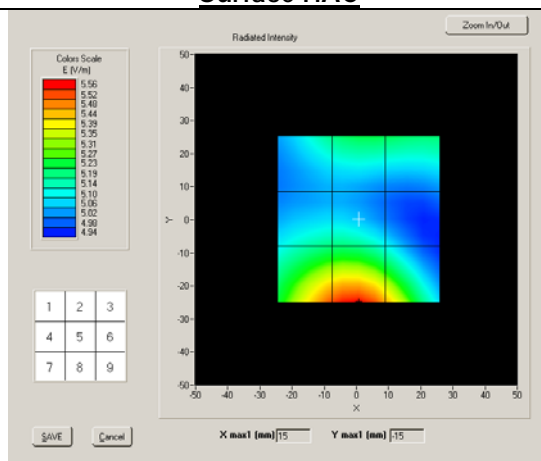 Surface HAC
Zoom In/Out
Radiated Intensity
Colors Scale
E (V/m)
5.56
5.52
5.48
5.44
5.39
5.35
5.31
5.27
5.23
5.19
5.14
5.10
5.06
5.02
4.98
4.94
50
40
30
20
10
Y 0
-10
-20
-30
-40
-50
-50 -40 -30 -20 -10 0 10 20 30 40 50
X
1 2 3
4 5 6
7 8 9
SAVE Cancel X max1 (mm) 15 Y max1 (mm) -15